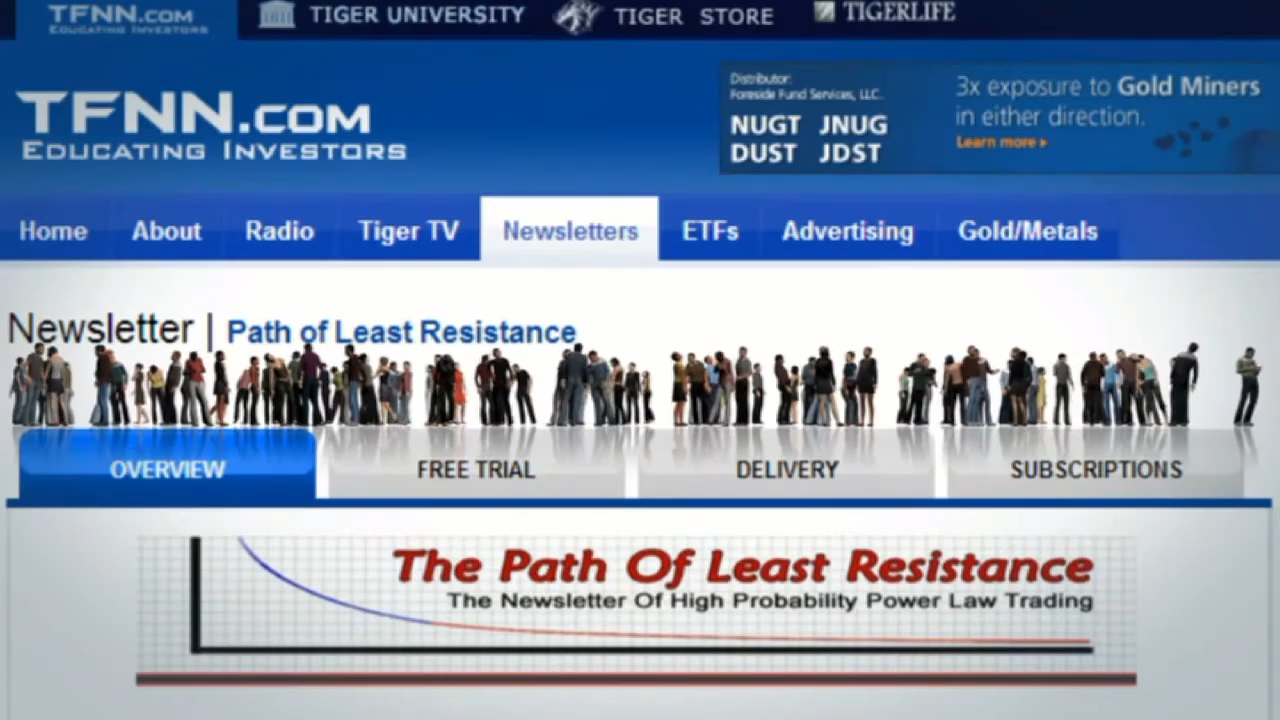 TFNN.COM
EDUCATING INVESTORS
TIGER UNIVERSITY
TIGER STORE
TIGERLIFE
TFNN.COM
EDUCATING INVESTORS
Distributor:
Foreside Fund Services, LLC.
NUGT JNUG
DUST JDST
3x exposure to Gold Miners
in either direction.
Learn more
Home About Radio Tiger TV Newsletters ETFs Advertising Gold/Metals
Newsletter | Path of Least Resistance
OVERVIEW FREE TRIAL DELIVERY SUBSCRIPTIONS
The Path Of Least Resistance
The Newsletter Of High Probability Power Law Trading